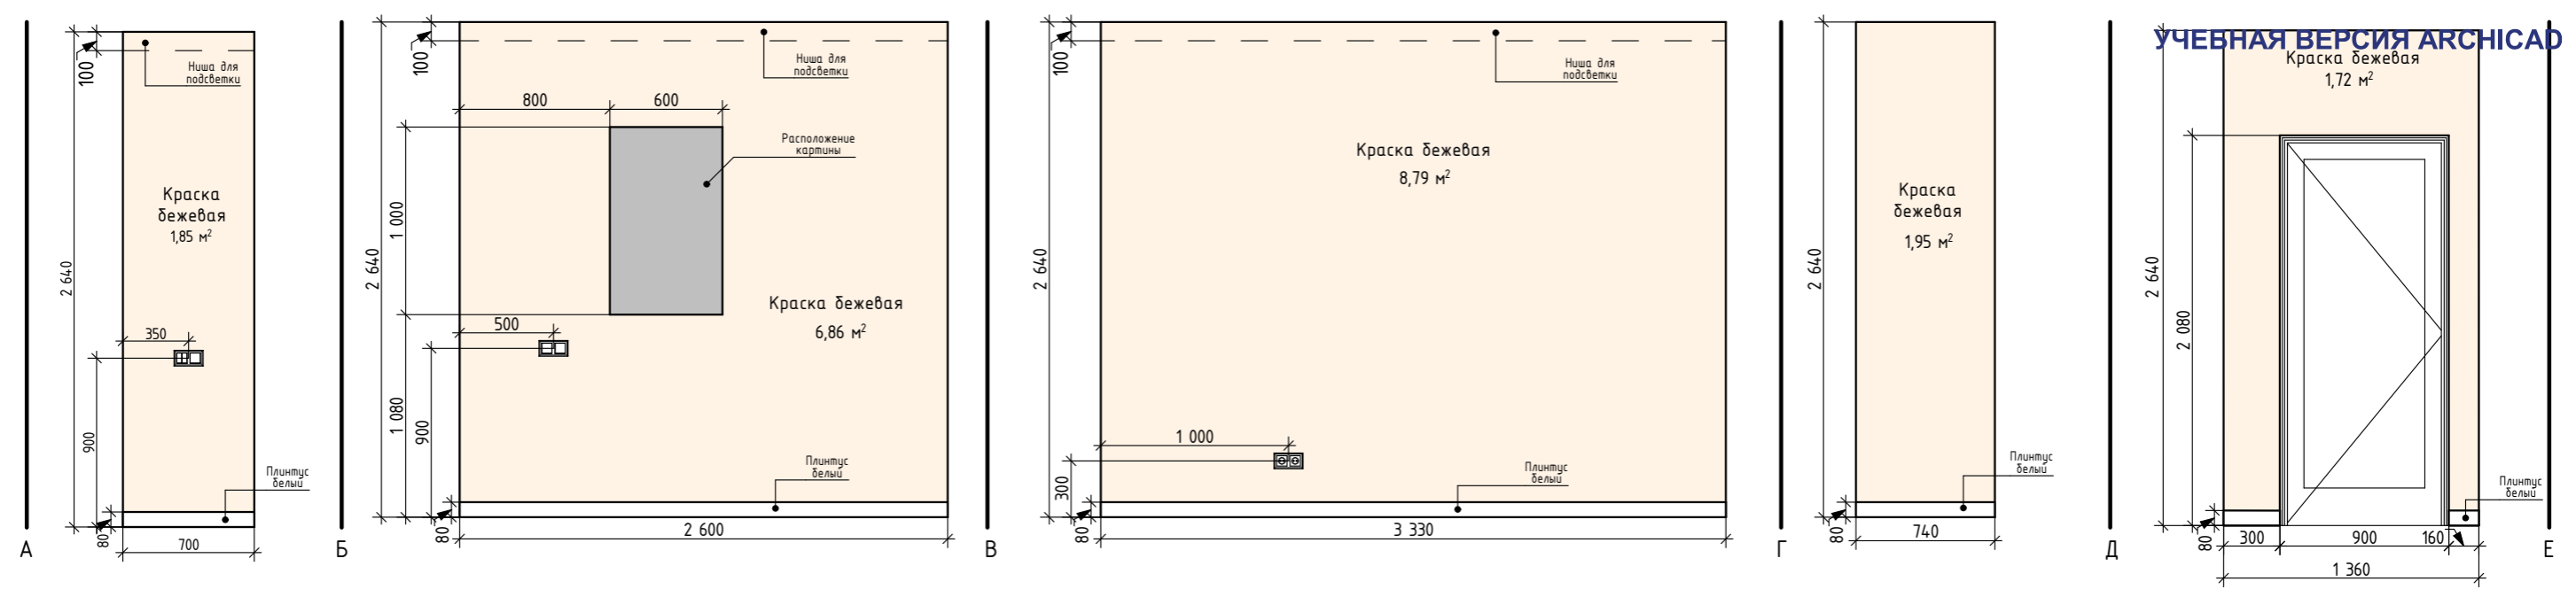 100
Ниша для
подсветки
Краска
бежевая
1,85 м²
2 640
350
900
Плинтус
белый
80
700
А
Б
100
Ниша для
подсветки
800
600
Расположение
картины
1 000
2 640
Краска бежевая
6,86 м²
500
1 080
900
Плинтус
белый
80
2 600
В
100
Ниша для
подсветки
Краска бежевая
8,79 м²
2 640
1 000
300
Плинтус
белый
80
3 330
Г
Краска
бежевая
1,95 м²
2 640
Плинтус
белый
80
740
Д
УЧЕБНАЯ ВЕРСИЯ ARCHICAD
Краска бежевая
1,72 м²
2 640
2 080
Плинтус
белый
80
300
900
160
1 360
Е